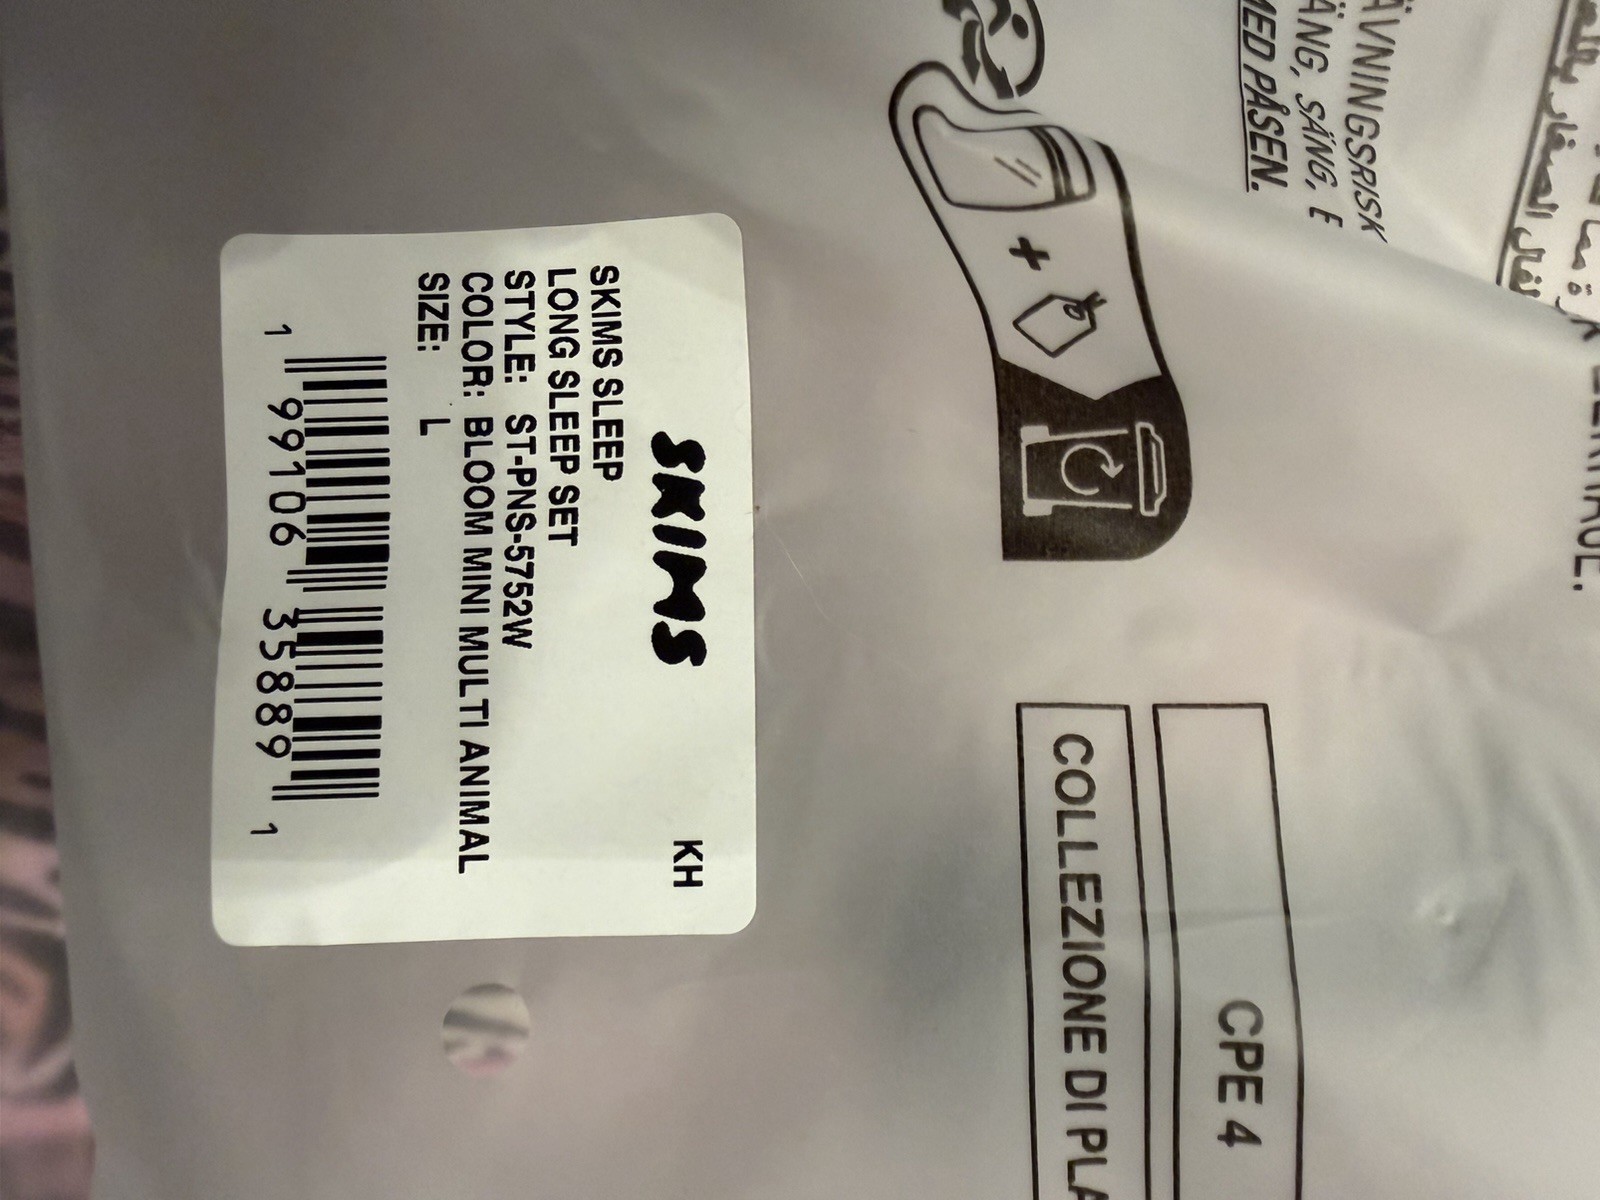 SKIMS
KH
SKIMS SLEEP
LONG SLEEP SET
STYLE: ST-PNS-5752W
COLOR: BLOOM MINI MULTI ANIMAL
SIZE: L
1 99106 35889 1
CPE 4
COLLEZIONE DI PLA
ÄVNINGSRISK
ÄNG, SÄNG, E
MED PÅSEN.